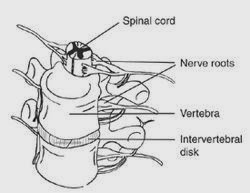 Spinal cord
Nerve roots
Vertebra
Intervertebral
disk